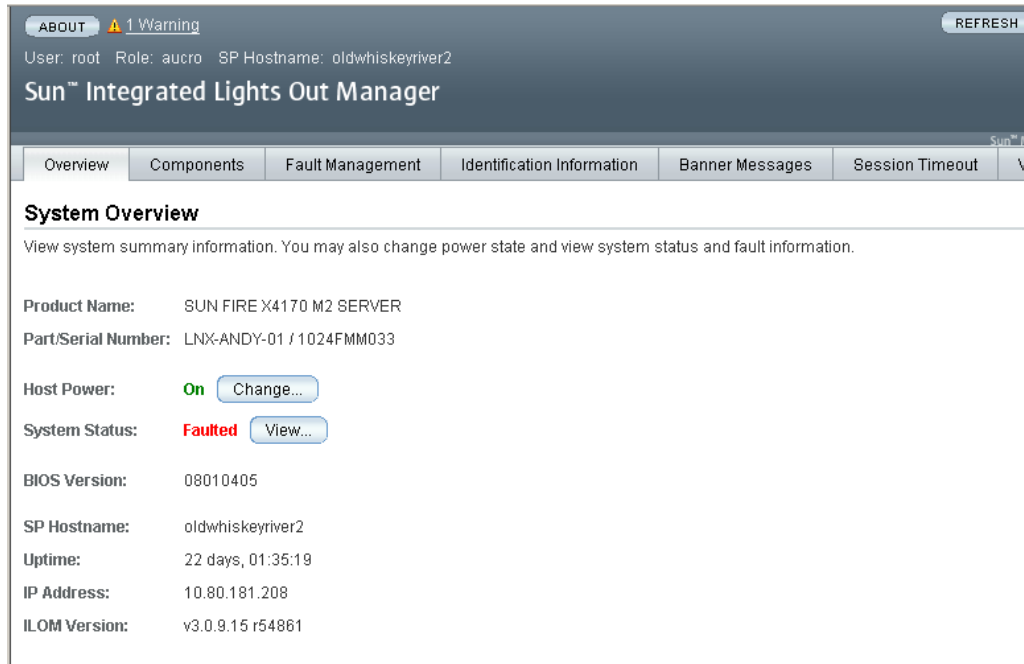 ABOUT 1 Warning REFRESH
User: root Role: aucro SP Hostname: oldwhiskeyriver2
Sun™ Integrated Lights Out Manager
Sun™
Overview Components Fault Management Identification Information Banner Messages Session Timeout
System Overview
View system summary information. You may also change power state and view system status and fault information.
Product Name: SUN FIRE X4170 M2 SERVER
Part/Serial Number: LNX-ANDY-01 / 1024FMM033
Host Power: On Change...
System Status: Faulted View...
BIOS Version: 08010405
SP Hostname: oldwhiskeyriver2
Uptime: 22 days, 01:35:19
IP Address: 10.80.181.208
ILOM Version: v3.0.9.15 r54861